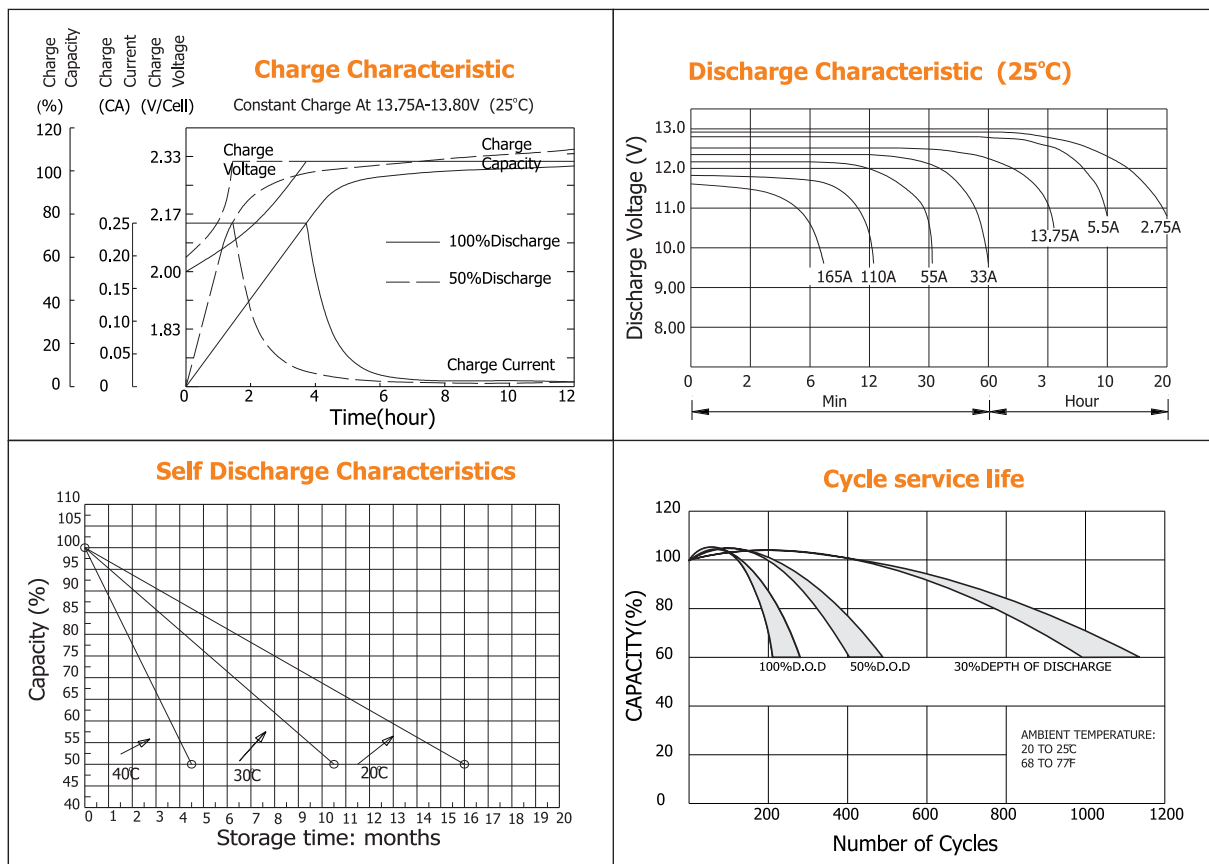 Charge Capacity
Charge Current
Charge Voltage
(%)
(CA)
(V/Cell)
Charge Characteristic
Constant Charge At 13.75A-13.80V (25°C)
120
100
80
60
40
20
0
0.25
0.20
0.15
0.10
0.05
0
2.33
2.17
2.00
1.83
Charge Voltage
Charge Capacity
100%Discharge
50%Discharge
Charge Current
0 2 4 6 8 10 12
Time(hour)
Discharge Characteristic (25°C)
Discharge Voltage (V)
13.0
12.0
11.0
10.0
9.00
8.00
165A
110A
55A
33A
13.75A
5.5A
2.75A
0 2 6 12 30 60 3 10 20
Min
Hour
Self Discharge Characteristics
Capacity (%)
110
105
100
95
90
85
80
75
70
65
60
55
50
45
40
40°C
30°C
20°C
0 1 2 3 4 5 6 7 8 9 10 11 12 13 14 15 16 17 18 19 20
Storage time: months
Cycle service life
CAPACITY(%)
120
100
80
60
40
20
0
100%D.O.D
50%D.O.D
30%DEPTH OF DISCHARGE
AMBIENT TEMPERATURE:
20 TO 25°C
68 TO 77°F
200 400 600 800 1000 1200
Number of Cycles